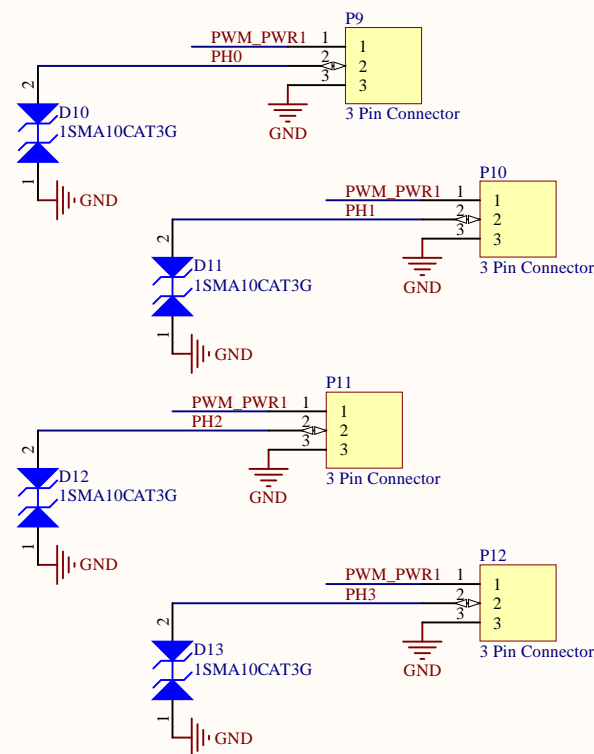 P9
PWM_PWR1 1 1
PH0 2 2
3 3
GND
3 Pin Connector
2
D10
1SMA10CAT3G
1
GND
P10
PWM_PWR1 1 1
PH1 2 2
3 3
GND
3 Pin Connector
2
D11
1SMA10CAT3G
1
GND
P11
PWM_PWR1 1 1
PH2 2 2
3 3
GND
3 Pin Connector
2
D12
1SMA10CAT3G
1
GND
P12
PWM_PWR1 1 1
PH3 2 2
3 3
GND
3 Pin Connector
2
D13
1SMA10CAT3G
1
GND